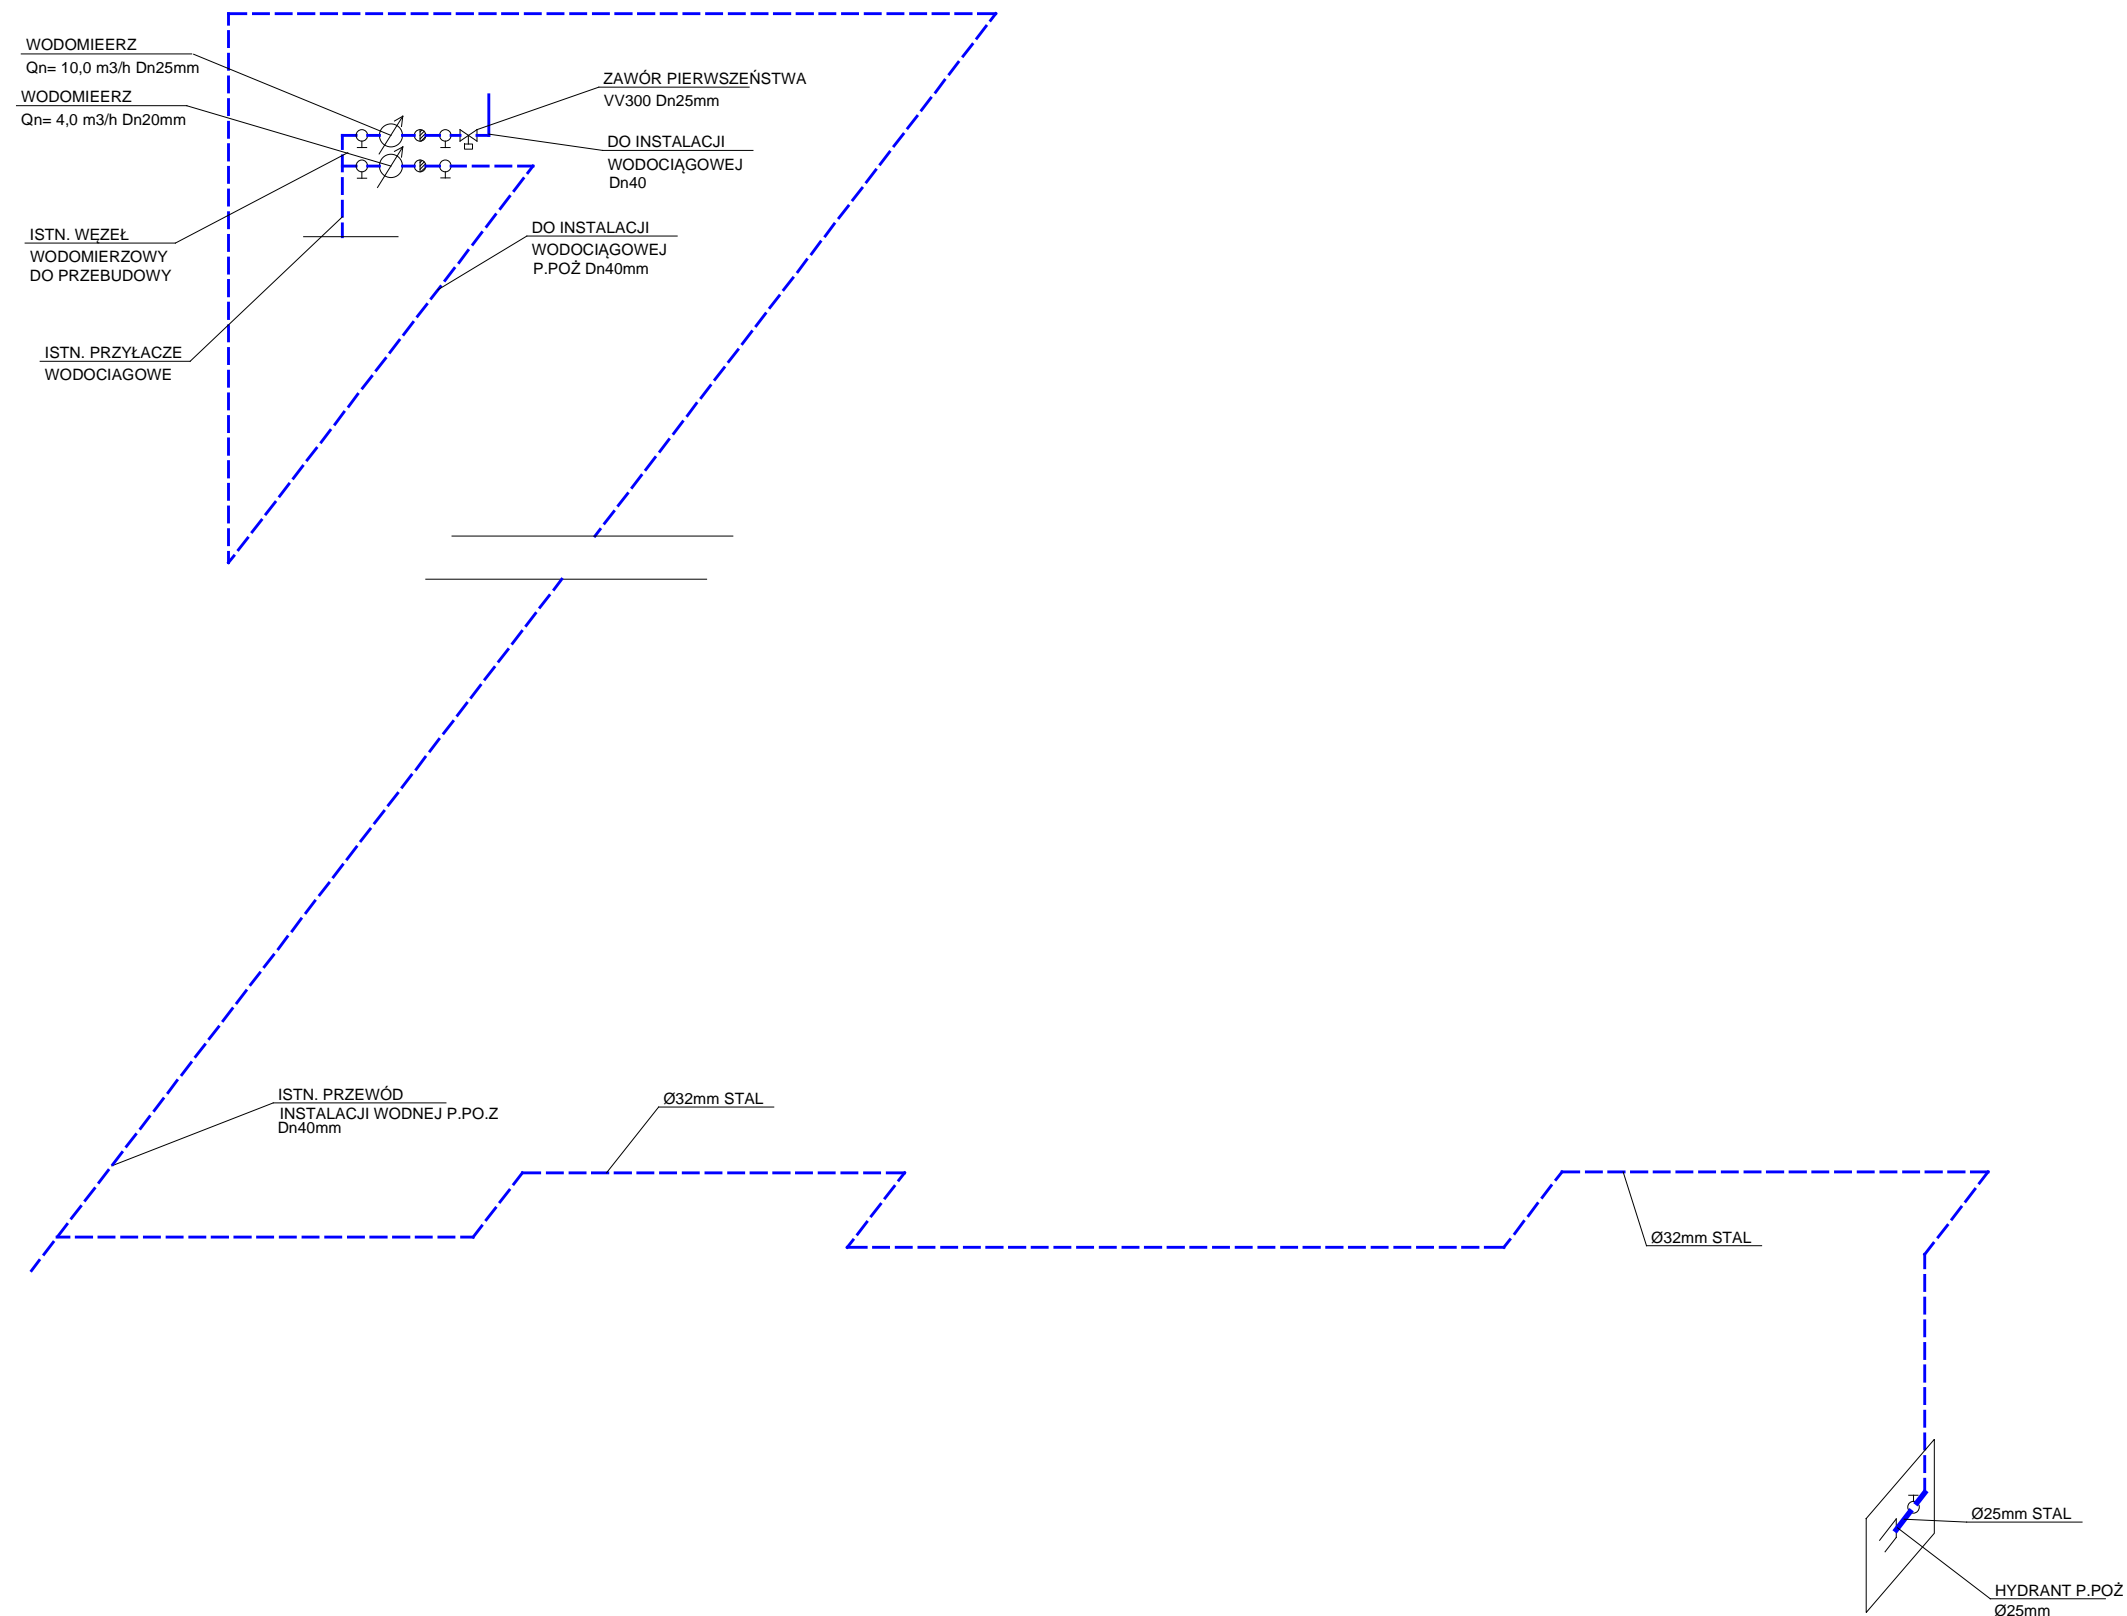 WODOMIEERZ
Qn= 10,0 m3/h Dn25mm
WODOMIEERZ
Qn= 4,0 m3/h Dn20mm
ZAWÓR PIERWSZEŃSTWA
VV300 Dn25mm
DO INSTALACJI
WODOCIĄGOWEJ
Dn40
ISTN. WĘZEŁ
WODOMIERZOWY
DO PRZEBUDOWY
DO INSTALACJI
WODOCIĄGOWEJ
P.POŻ Dn40mm
ISTN. PRZYŁACZE
WODOCIAGOWE
ISTN. PRZEWÓD
INSTALACJI WODNEJ P.PO.Z
Dn40mm
Ø32mm STAL
Ø32mm STAL
Ø25mm STAL
HYDRANT P.POŻ
Ø25mm